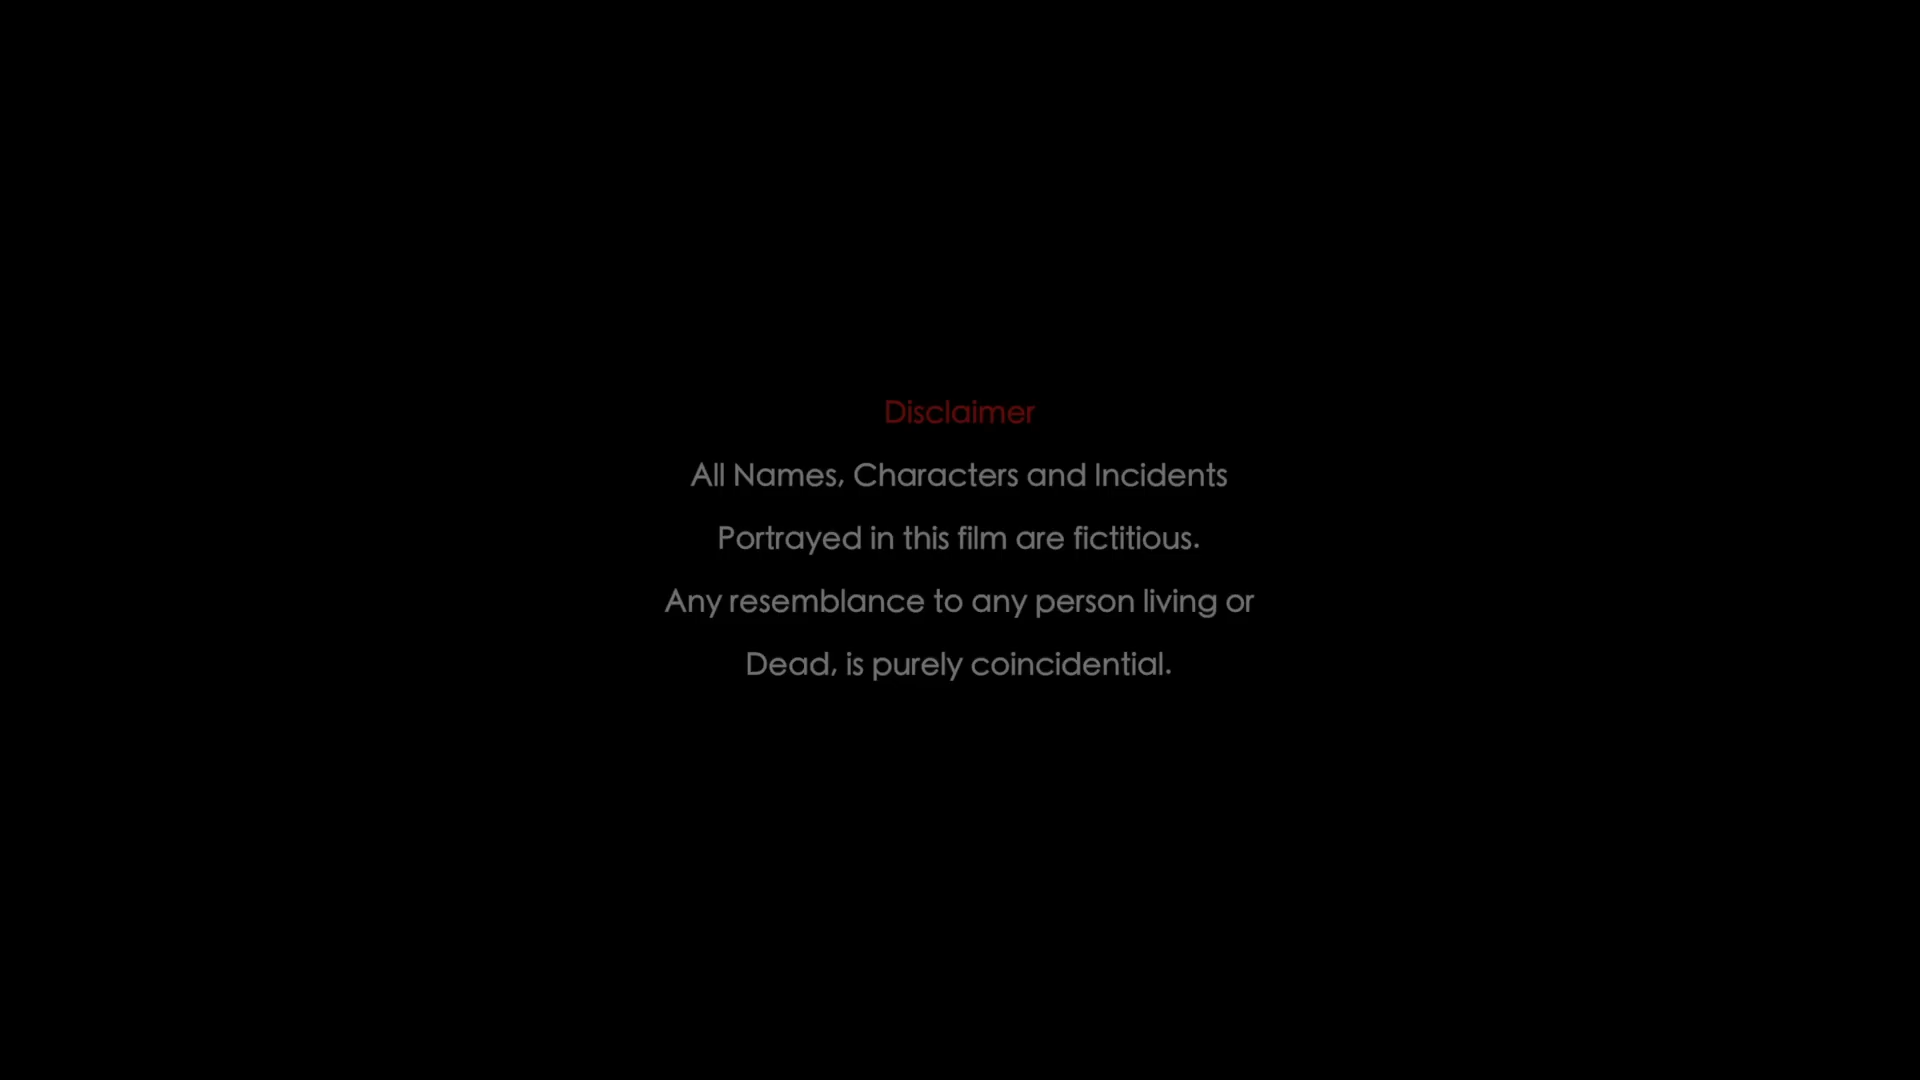 Disclaimer
All Names, Characters and Incidents
Portrayed in this film are fictitious.
Any resemblance to any person living or
Dead, is purely coincidential.